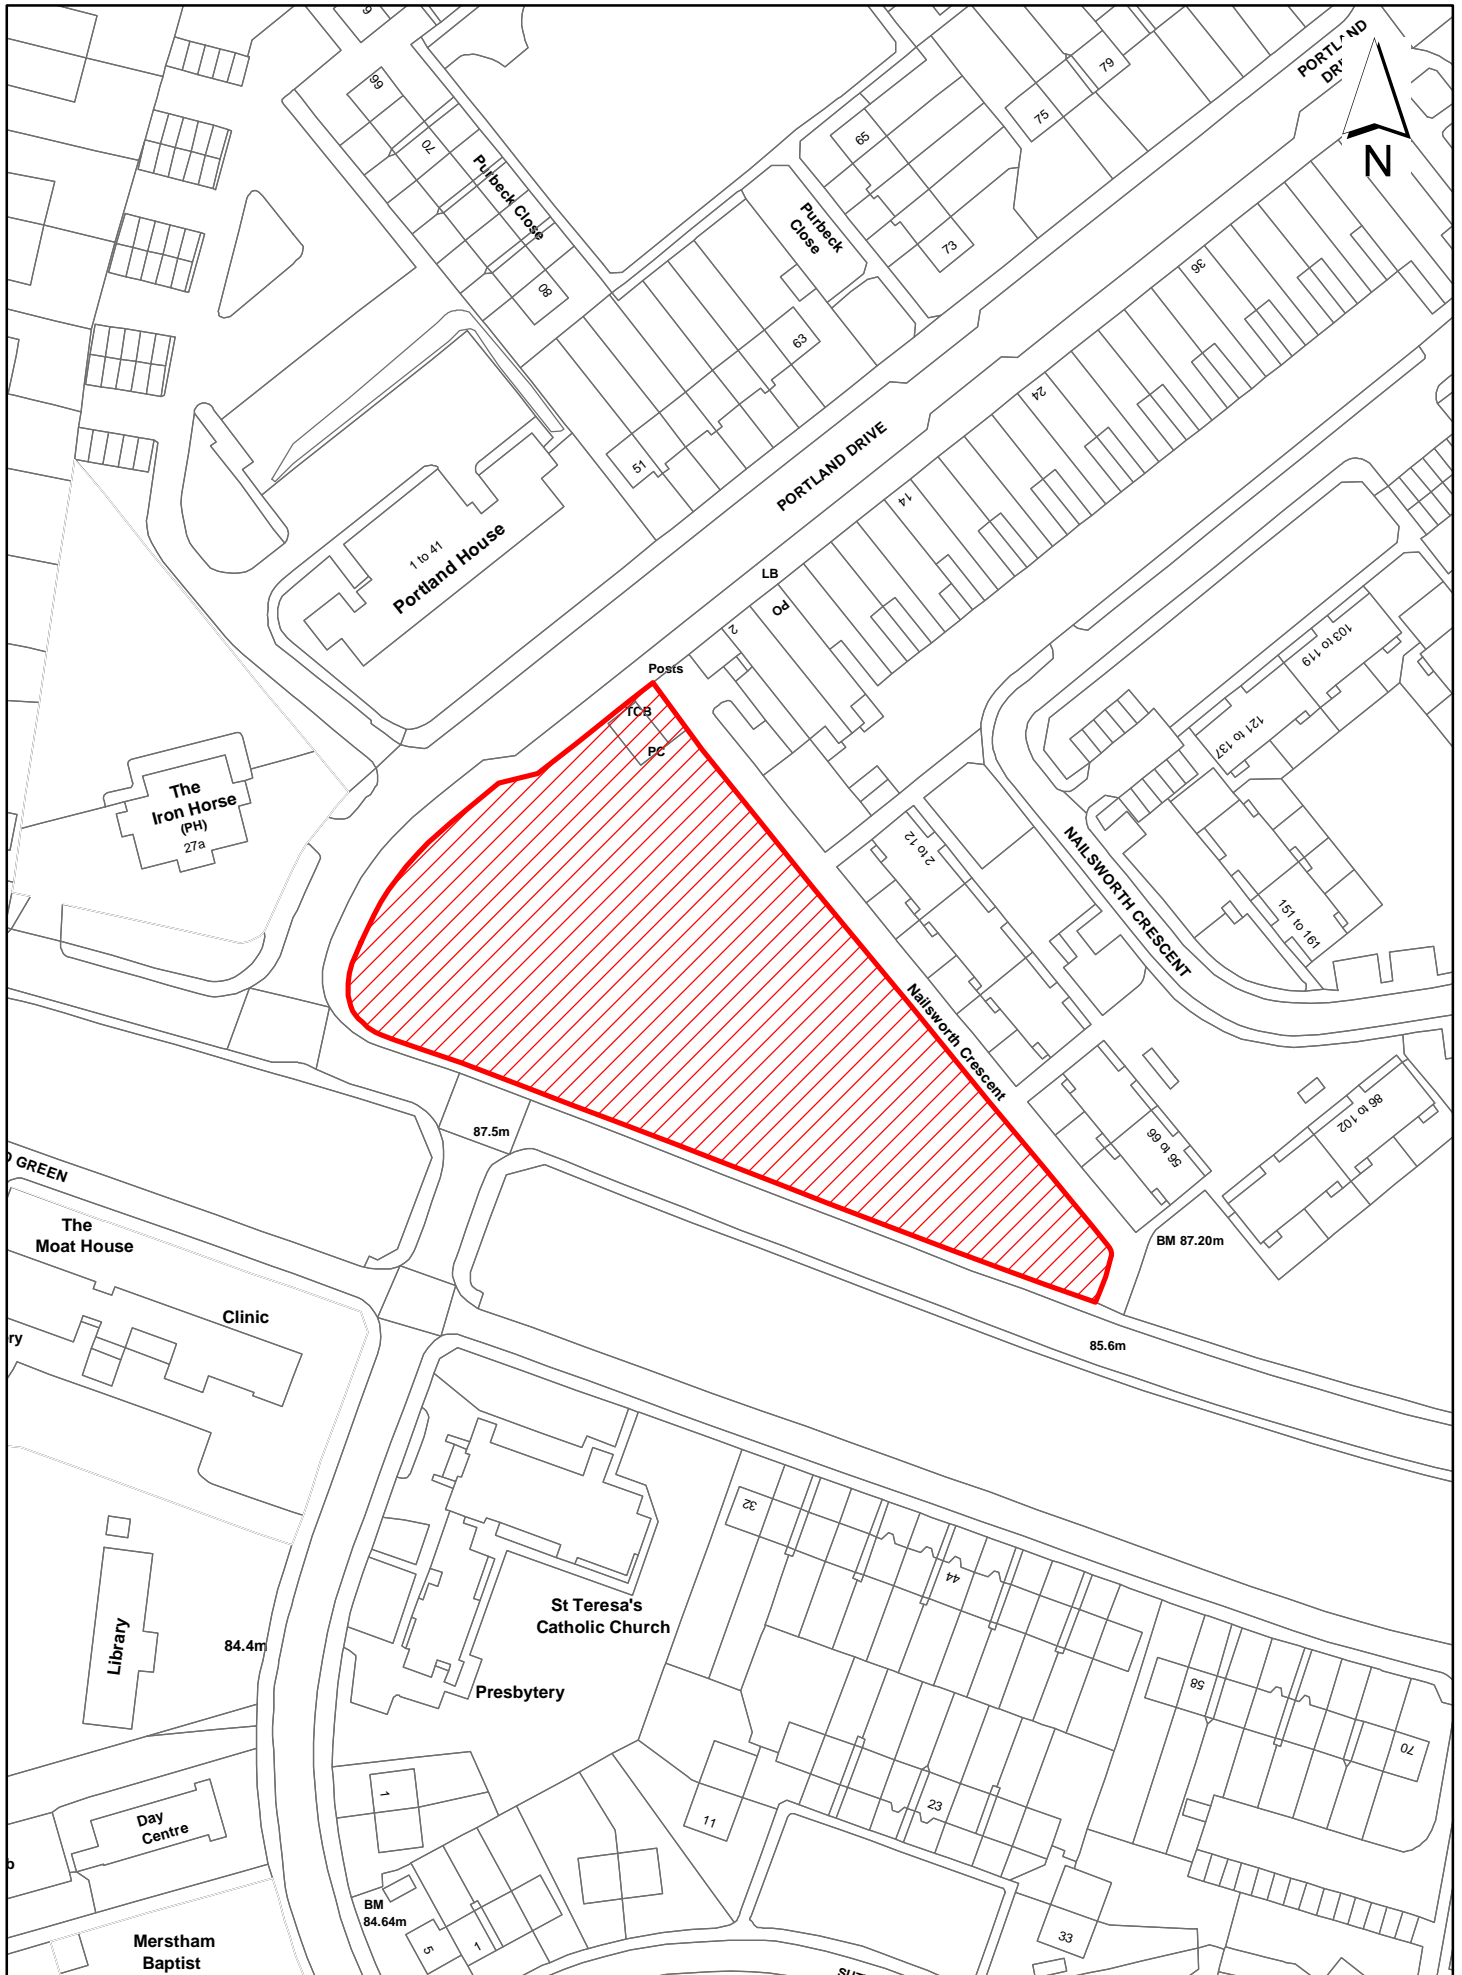 PORTLAND
79
75
66
70
Purbeck Close
80
65
Purbeck
Close
73
N
36
63
24
51
PORTLAND DRIVE
14
1 to 41
Portland House
LB
PO
2
Posts
TCB
PC
103 to 119
121 to 137
The
Iron Horse
(PH)
27a
2 to 12
NAILSWORTH CRESCENT
151 to 161
Nailsworth Crescent
87.5m
56 to 66
86 to 102
GREEN
The
Moat House
BM 87.20m
Clinic
85.6m
32
44
St Teresa's
Catholic Church
Library
84.4m
58
70
Presbytery
1
11
23
Day
Centre
BM
84.64m
5
1
33
Merstham
Baptist